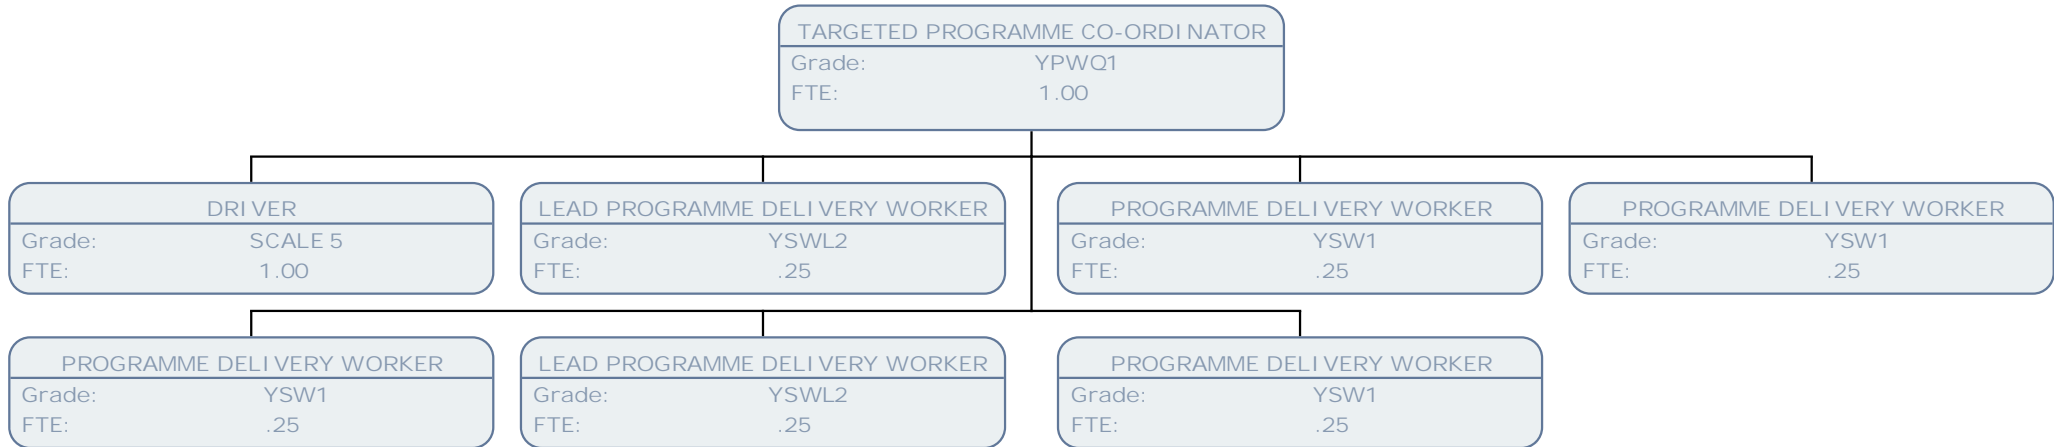 TARGETED PROGRAMME CO-ORDINATOR
Grade: YPWQ1
FTE: 1.00
DRIVER
Grade: SCALE 5
FTE: 1.00
LEAD PROGRAMME DELIVERY WORKER
Grade: YSWL2
FTE: .25
PROGRAMME DELIVERY WORKER
Grade: YSW1
FTE: .25
PROGRAMME DELIVERY WORKER
Grade: YSW1
FTE: .25
PROGRAMME DELIVERY WORKER
Grade: YSW1
FTE: .25
LEAD PROGRAMME DELIVERY WORKER
Grade: YSWL2
FTE: .25
PROGRAMME DELIVERY WORKER
Grade: YSW1
FTE: .25